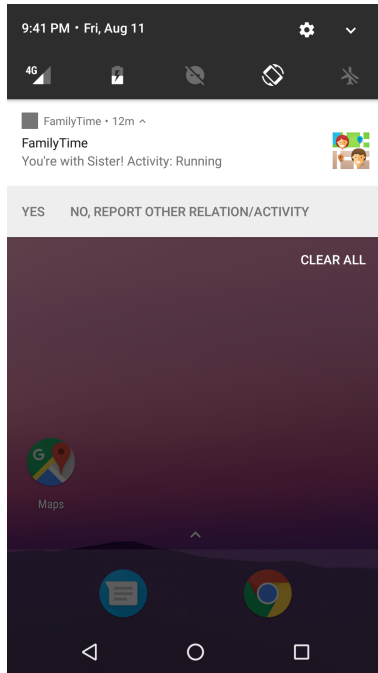 9:41 PM • Fri, Aug 11
4G
FamilyTime • 12m
FamilyTime
You're with Sister! Activity: Running
YES NO, REPORT OTHER RELATION/ACTIVITY
CLEAR ALL
G
Maps